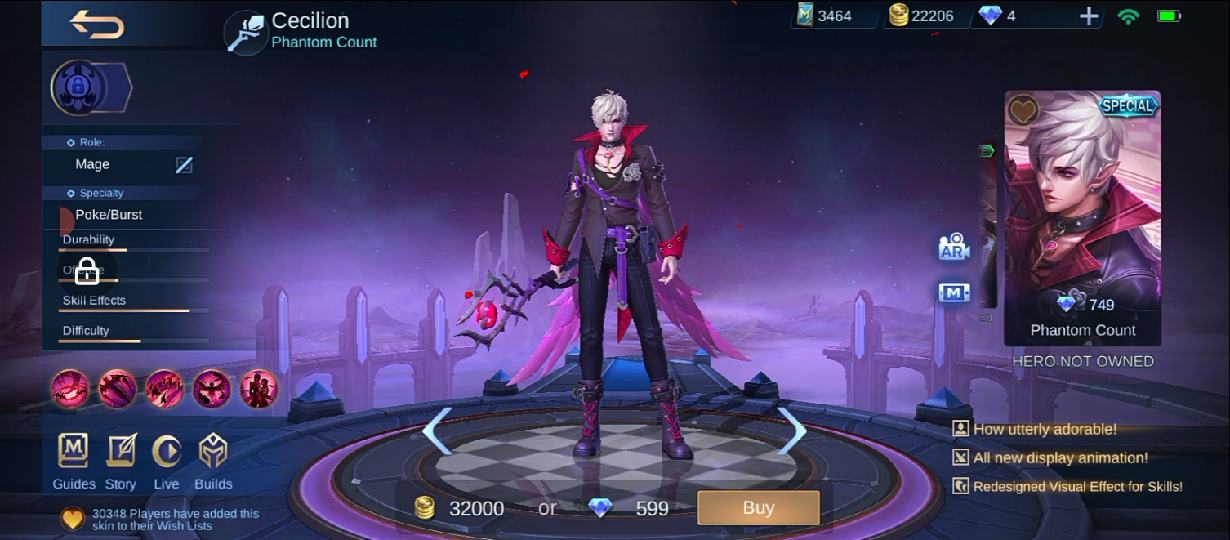 Cecilion
Phantom Count
3464
22206
4
Role:
Mage
Specialty
Poke/Burst
Durability
Skill Effects
Difficulty
Guides Story Live Builds
30348 Players have added this
skin to their Wish Lists
32000 or 599 Buy
AR
M
SPECIAL
749
Phantom Count
HERO NOT OWNED
How utterly adorable!
All new display animation!
Redesigned Visual Effect for Skills!